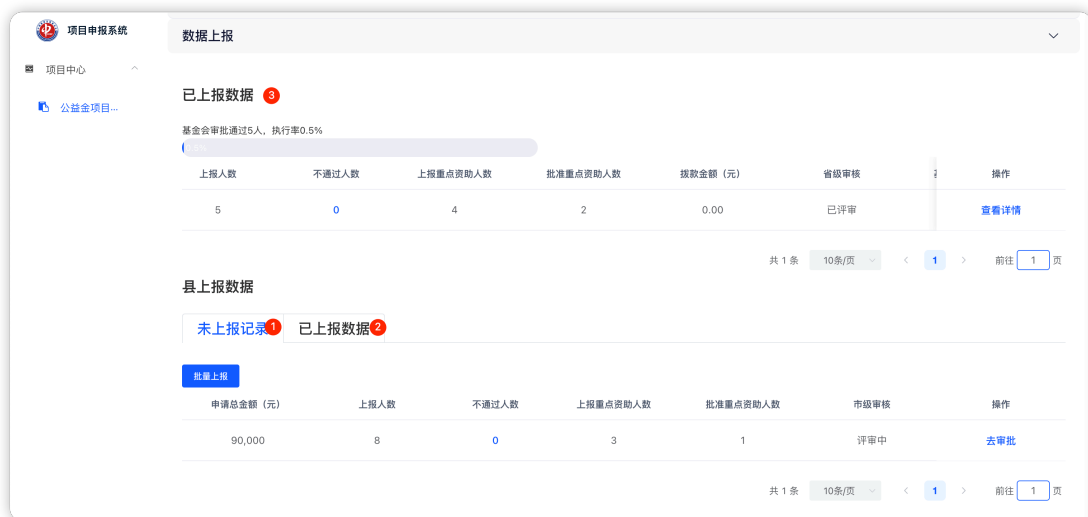 项目申报系统
数据上报
项目中心
公益金项目...
已上报数据 3
基金会审批通过5人，执行率0.5%
0.5%
上报人数 不通过人数 上报重点资助人数 批准重点资助人数 拨款金额（元） 省级审核 操作
5 0 4 2 0.00 已评审 查看详情
共 1 条 10条/页 1 前往 1 页
县上报数据
未上报记录 1 已上报数据 2
批量上报
申请总金额（元） 上报人数 不通过人数 上报重点资助人数 批准重点资助人数 市级审核 操作
90,000 8 0 3 1 评审中 去审批
共 1 条 10条/页 1 前往 1 页